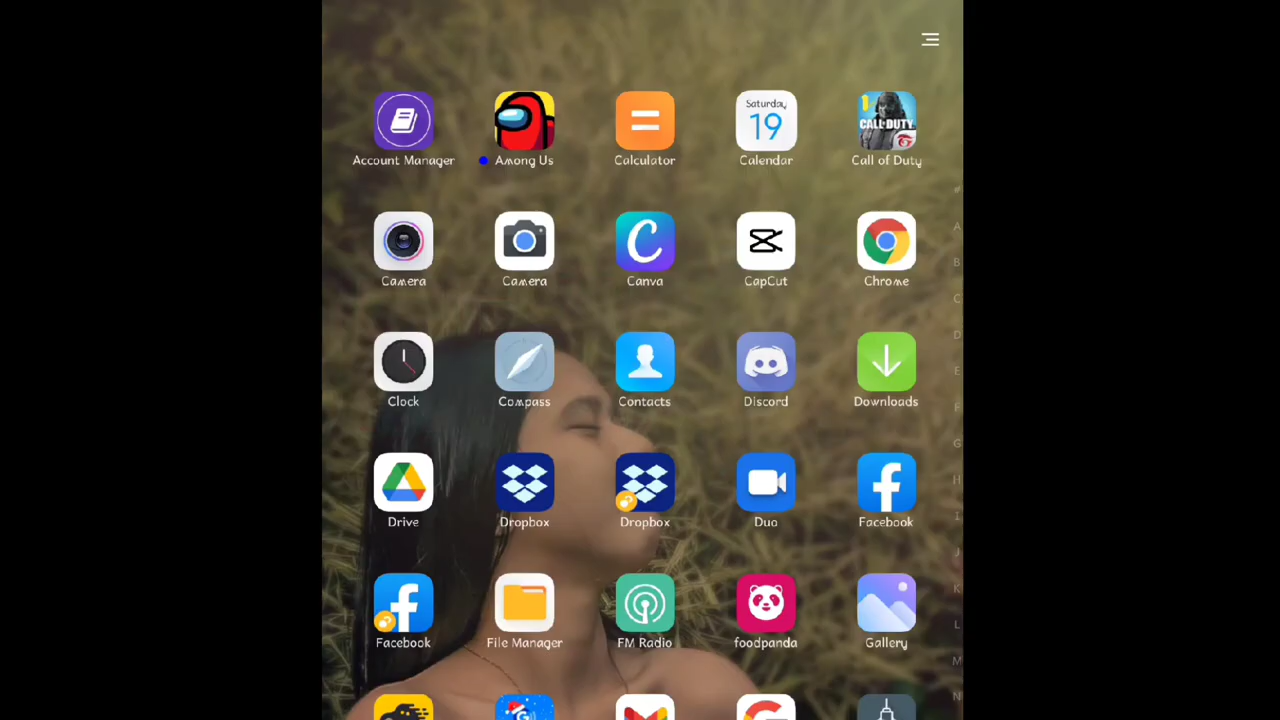 Saturday
19
CALL DUTY
Account Manager
Among Us
Calculator
Calendar
Call of Duty
#
A
Camera
Camera
Canva
CapCut
Chrome
B
C
D
Clock
Compass
Contacts
Discord
Downloads
E
F
G
H
Drive
Dropbox
Dropbox
Duo
Facebook
I
J
K
L
Facebook
File Manager
FM Radio
foodpanda
Gallery
M
N